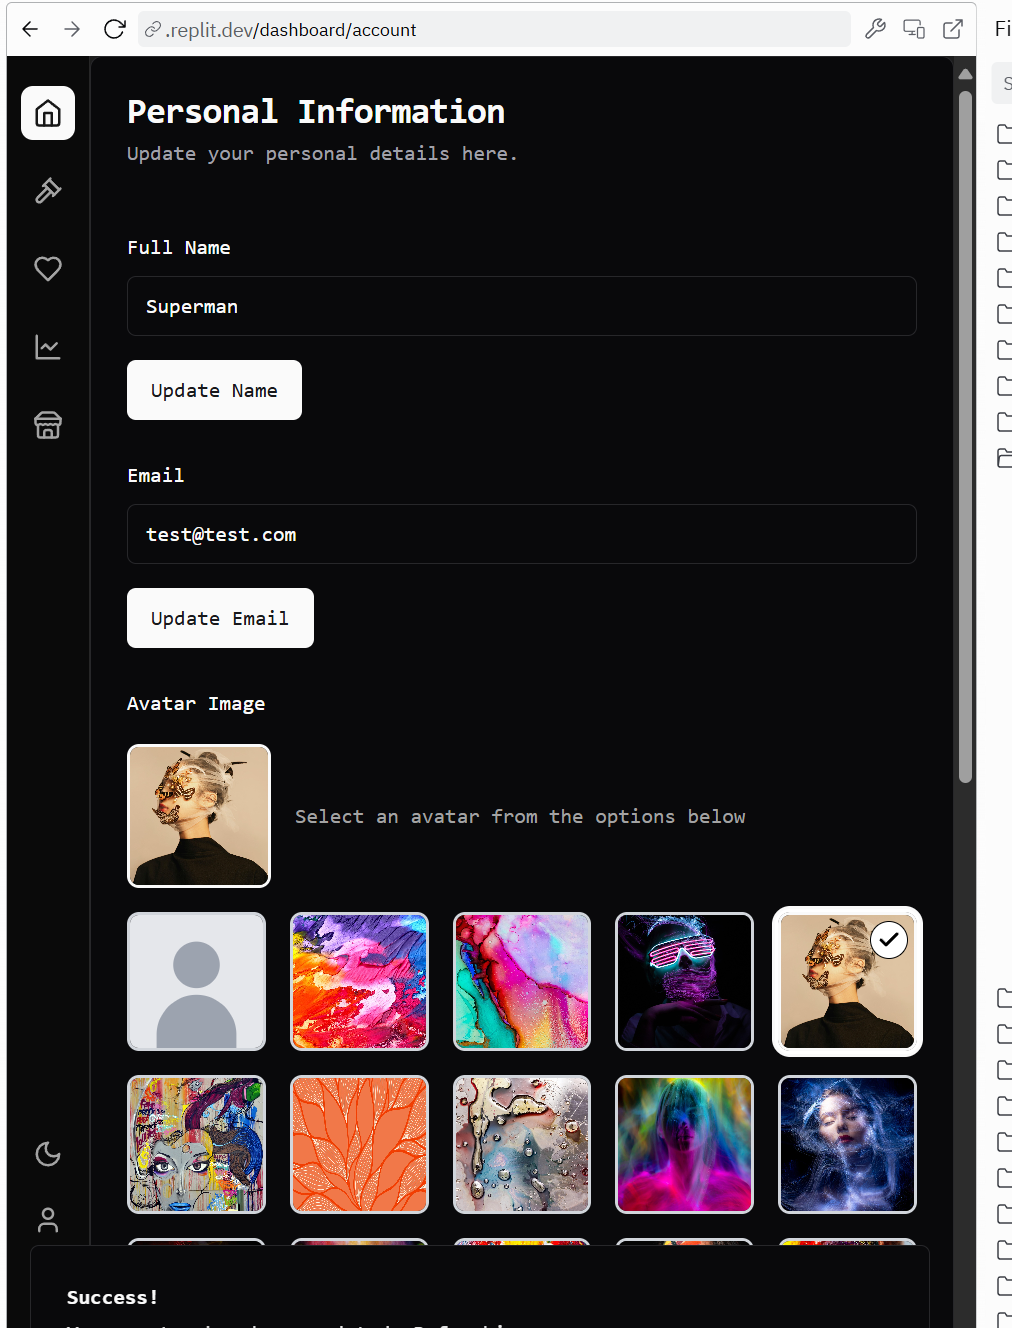 .replit.dev/dashboard/account
Fi
S
Personal Information
Update your personal details here.
Full Name
Superman
Update Name
Email
test@test.com
Update Email
Avatar Image
Select an avatar from the options below
Success!